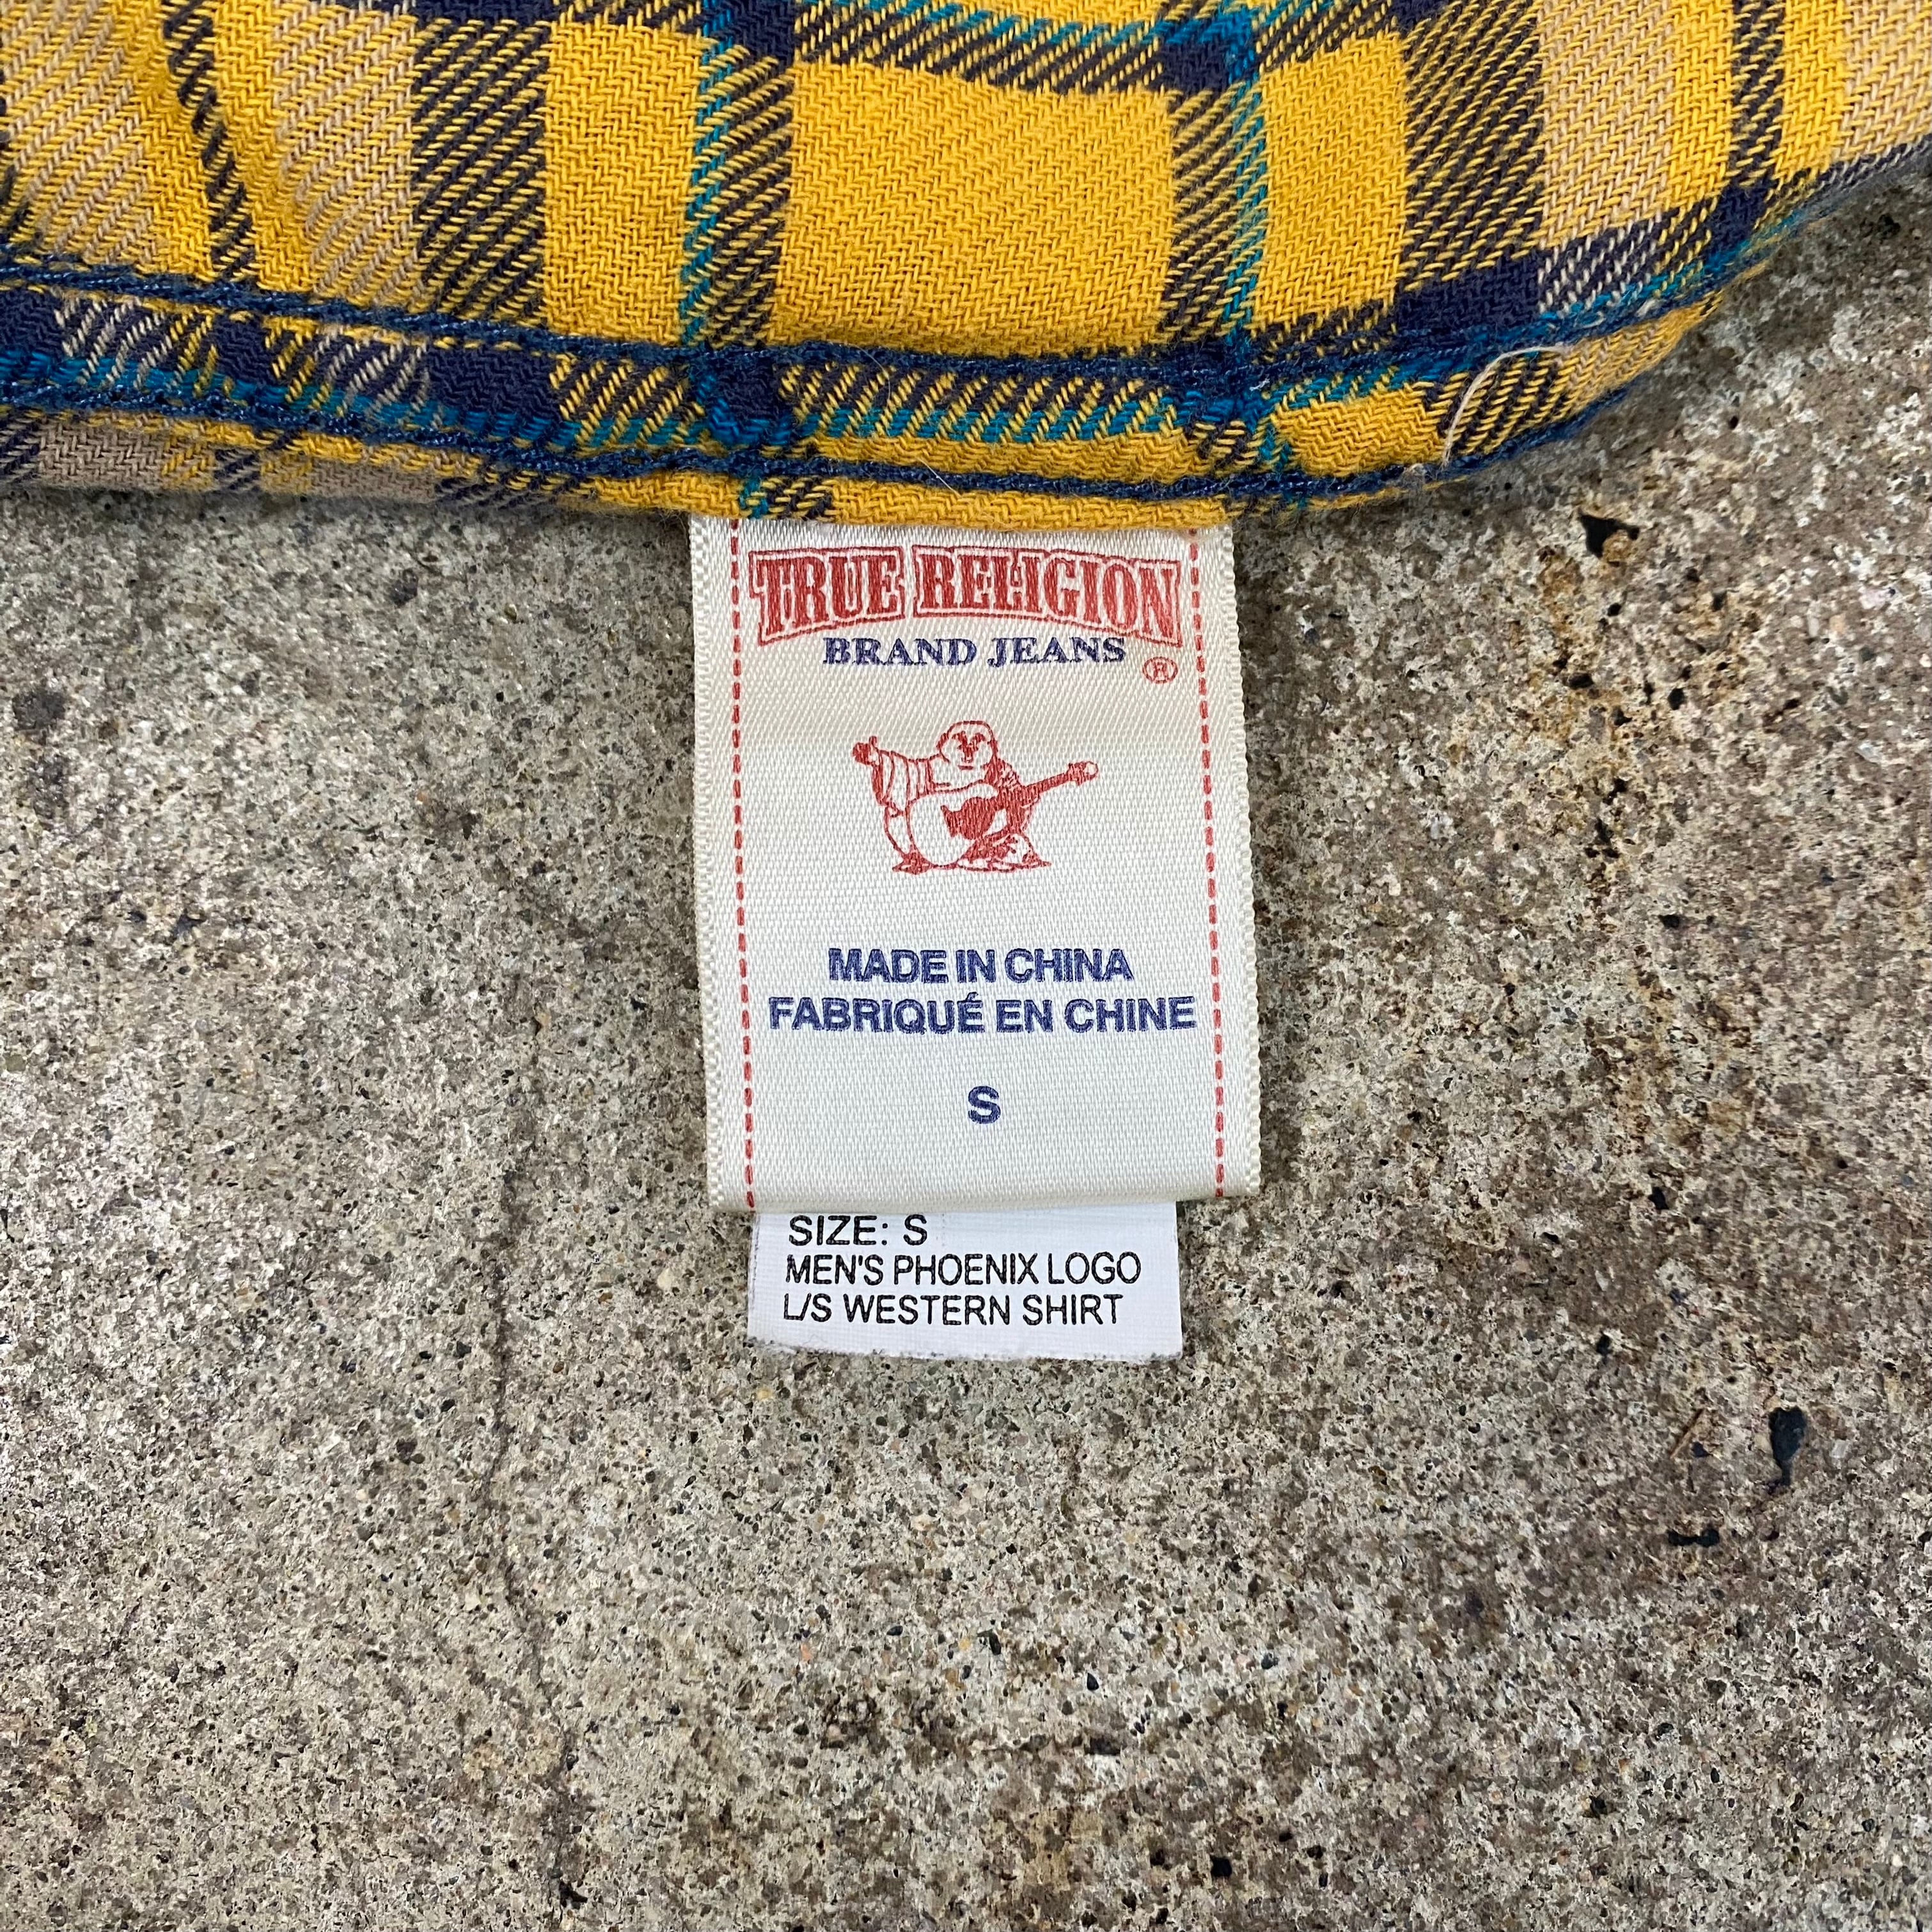 TRUE RELIGION
BRAND JEANS
®
MADE IN CHINA
FABRIQUÉ EN CHINE
S
SIZE: S
MEN'S PHOENIX LOGO
L/S WESTERN SHIRT